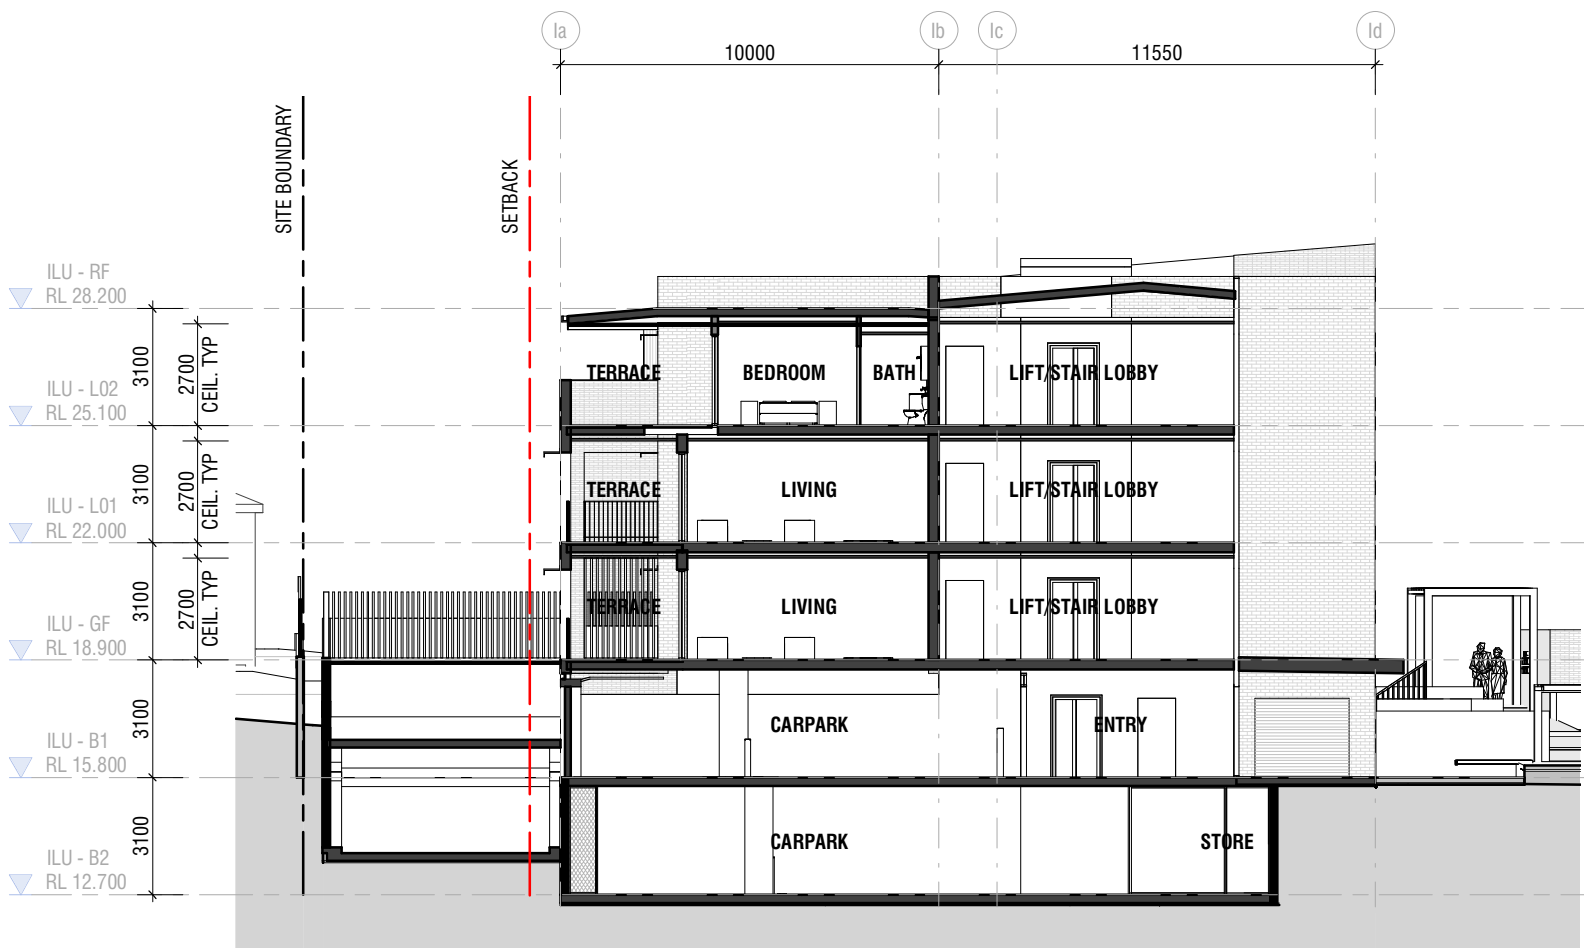 Ia
Ib
Ic
Id
10000
11550
SITE BOUNDARY
SETBACK
ILU - RF
RL 28.200
3100
2700
CEIL. TYP
TERRACE
BEDROOM
BATH
LIFT/STAIR LOBBY
ILU - L02
RL 25.100
3100
2700
CEIL. TYP
TERRACE
LIVING
LIFT/STAIR LOBBY
ILU - L01
RL 22.000
3100
2700
CEIL. TYP
TERRACE
LIVING
LIFT/STAIR LOBBY
ILU - GF
RL 18.900
3100
CARPARK
ENTRY
ILU - B1
RL 15.800
3100
CARPARK
STORE
ILU - B2
RL 12.700